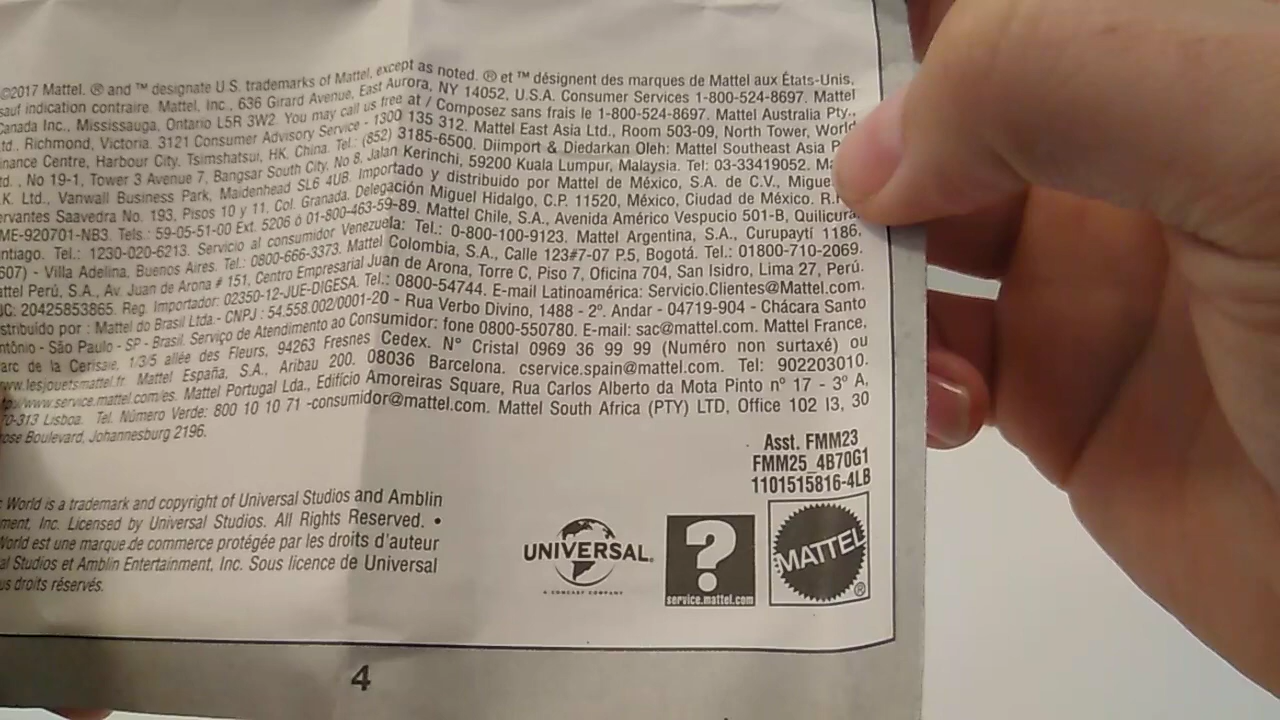 ©2017 Mattel. ® and ™ designate U.S. trademarks of Mattel, except as noted. ® et ™ désignent des marques de Mattel aux États-Unis,
sauf indication contraire. Mattel, Inc., 636 Girard Avenue, East Aurora, NY 14052, U.S.A. Consumer Services 1-800-524-8697. Mattel
Canada Inc., Mississauga, Ontario L5R 3W2. You may call us free at / Composez sans frais le 1-800-524-8697. Mattel Australia Pty.,
td., Richmond, Victoria. 3121 Consumer Advisory Service - 1300 135 312. Mattel East Asia Ltd., Room 503-09, North Tower, World
inance Centre, Harbour City, Tsimshatsui, HK, China. Tel.: (852) 3185-6500. Diimport & Diedarkan Oleh: Mattel Southeast Asia P
td. , No 19-1, Tower 3 Avenue 7, Bangsar South City, No 8, Jalan Kerinchi, 59200 Kuala Lumpur, Malaysia. Tel: 03-33419052. Ma
.K. Ltd., Vanwall Business Park, Maidenhead SL6 4UB. Importado y distribuido por Mattel de México, S.A. de C.V., Migue
ervantes Saavedra No. 193, Pisos 10 y 11, Col. Granada, Delegación Miguel Hidalgo, C.P. 11520, México, Ciudad de México. R.
ME-920701-NB3. Tels.: 59-05-51-00 Ext. 5206 ó 01-800-463-59-89. Mattel Chile, S.A., Avenida Américo Vespucio 501-B, Quilicura,
ntiago. Tel.: 1230-020-6213. Servicio al consumidor Venezuela: Tel.: 0-800-100-9123. Mattel Argentina, S.A., Curupaytí 1186,
607) - Villa Adelina, Buenos Aires. Tel.: 0800-666-3373. Mattel Colombia, S.A., Calle 123#7-07 P.5, Bogotá. Tel.: 01800-710-2069.
attel Perú, S.A., Av. Juan de Arona # 151, Centro Empresarial Juan de Arona, Torre C, Piso 7, Oficina 704, San Isidro, Lima 27, Perú.
UC: 20425853865. Reg. Importador: 02350-12-JUE-DIGESA. Tel.: 0800-54744. E-mail Latinoamérica: Servicio.Clientes@Mattel.com.
stribuído por : Mattel do Brasil Ltda.- CNPJ : 54.558.002/0001-20 - Rua Verbo Divino, 1488 - 2º. Andar - 04719-904 - Chácara Santo
ntônio - São Paulo - SP - Brasil. Serviço de Atendimento ao Consumidor: fone 0800-550780. E-mail: sac@mattel.com. Mattel France,
arc de la Cerisaie, 1/3/5 allée des Fleurs, 94263 Fresnes Cedex. N° Cristal 0969 36 99 99 (Numéro non surtaxé) ou
www.lesjouetsmattel.fr. Mattel España, S.A., Aribau 200. 08036 Barcelona. cservice.spain@mattel.com. Tel: 902203010.
http://www.service.mattel.com/es. Mattel Portugal Lda., Edifício Amoreiras Square, Rua Carlos Alberto da Mota Pinto nº 17 - 3º A,
70-313 Lisboa. Tel. Número Verde: 800 10 10 71 -consumidor@mattel.com. Mattel South Africa (PTY) LTD, Office 102 I3, 30
rose Boulevard, Johannesburg 2196.
Asst. FMM23
FMM25_4B70G1
1101515816-4LB
World is a trademark and copyright of Universal Studios and Amblin
ment, Inc. Licensed by Universal Studios. All Rights Reserved. •
World est une marque de commerce protégée par les droits d'auteur
al Studios et Amblin Entertainment, Inc. Sous licence de Universal
us droits réservés.
UNIVERSAL
A COMCAST COMPANY
?
service.mattel.com
MATTEL
®
4